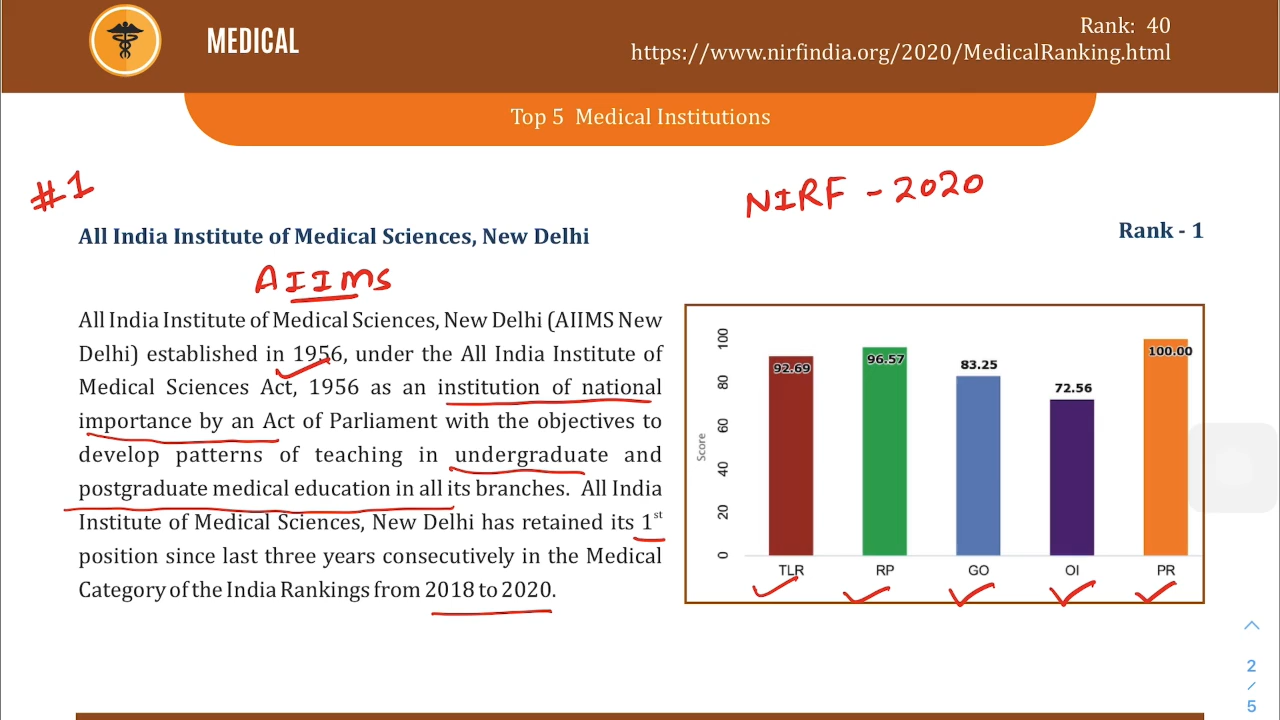 MEDICAL
Rank: 40
https://www.nirfindia.org/2020/MedicalRanking.html
Top 5 Medical Institutions
#1
NIRF - 2020
All India Institute of Medical Sciences, New Delhi
Rank - 1
AIIMS
All India Institute of Medical Sciences, New Delhi (AIIMS New
Delhi) established in 1956, under the All India Institute of
Medical Sciences Act, 1956 as an institution of national
importance by an Act of Parliament with the objectives to
develop patterns of teaching in undergraduate and
postgraduate medical education in all its branches. All India
Institute of Medical Sciences, New Delhi has retained its 1st
position since last three years consecutively in the Medical
Category of the India Rankings from 2018 to 2020.
Score
100
80
60
40
20
0
92.69
96.57
83.25
72.56
100.00
TLR RP GO OI PR
2
/
5